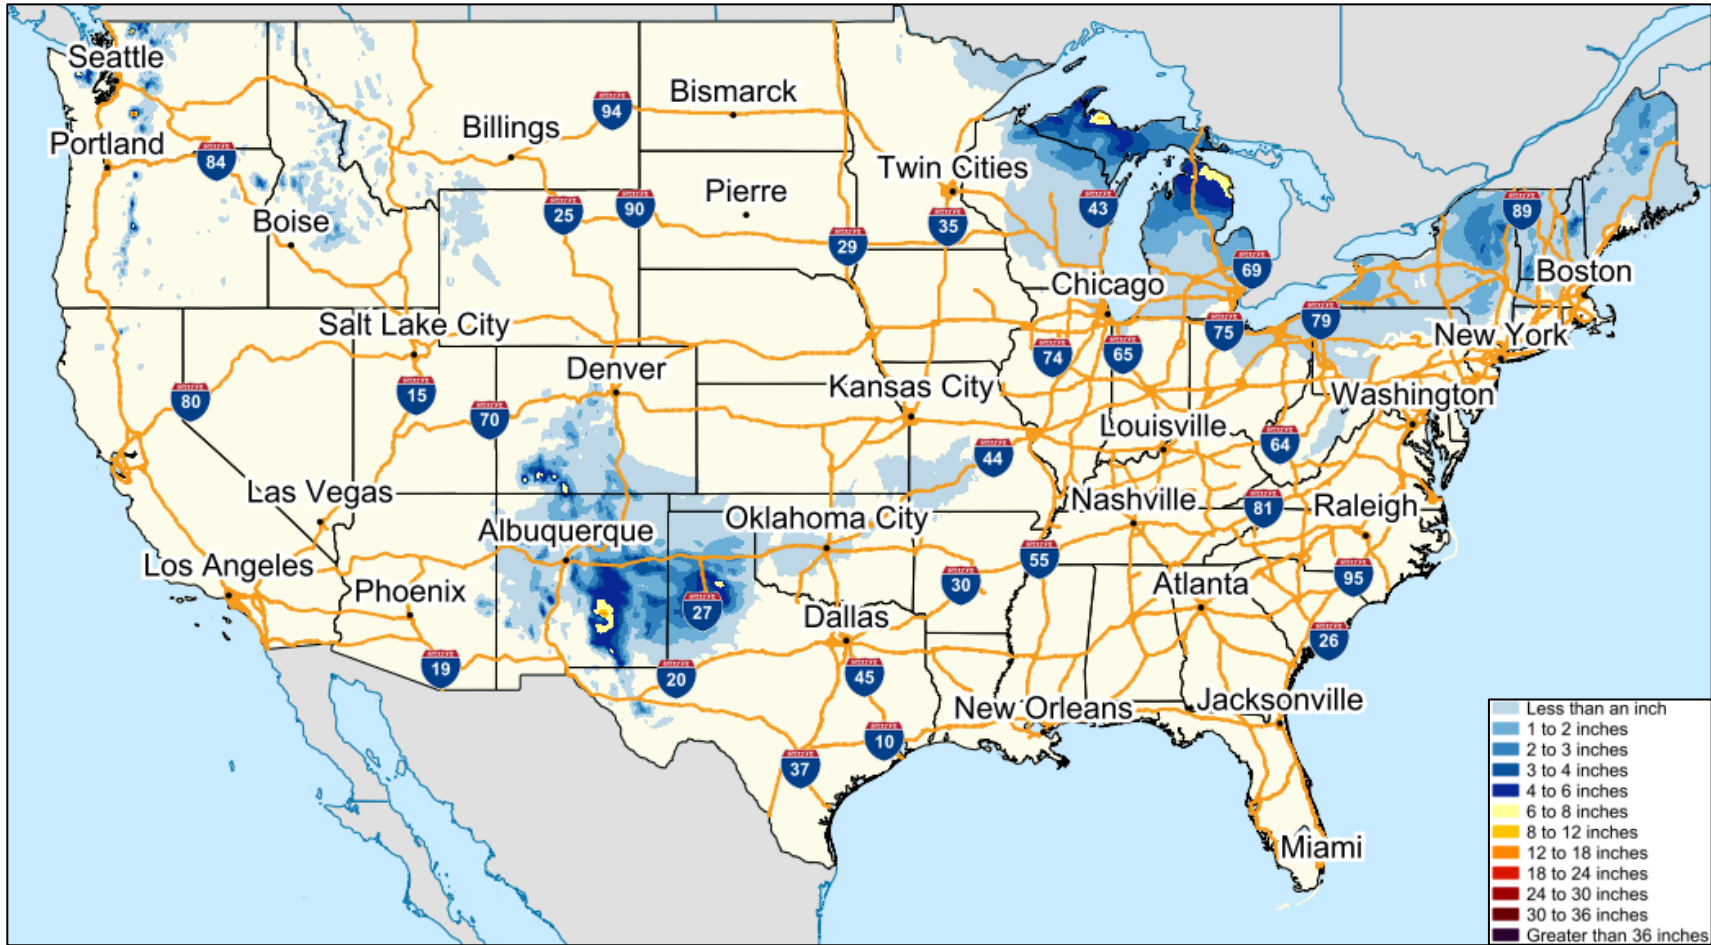 Seattle
Bismarck
94
Billings
Portland
84
Twin Cities
Pierre
25
90
43
89
35
Boise
29
69
Boston
Chicago
Salt Lake City
75
79
New York
74
65
Denver
Kansas City
15
80
70
Washington
Louisville
64
44
Las Vegas
Nashville
81
Raleigh
Oklahoma City
Albuquerque
55
Los Angeles
95
Phoenix
30
Atlanta
27
Dallas
26
19
20
45
Jacksonville
New Orleans
10
37
Miami
Less than an inch
1 to 2 inches
2 to 3 inches
3 to 4 inches
4 to 6 inches
6 to 8 inches
8 to 12 inches
12 to 18 inches
18 to 24 inches
24 to 30 inches
30 to 36 inches
Greater than 36 inches